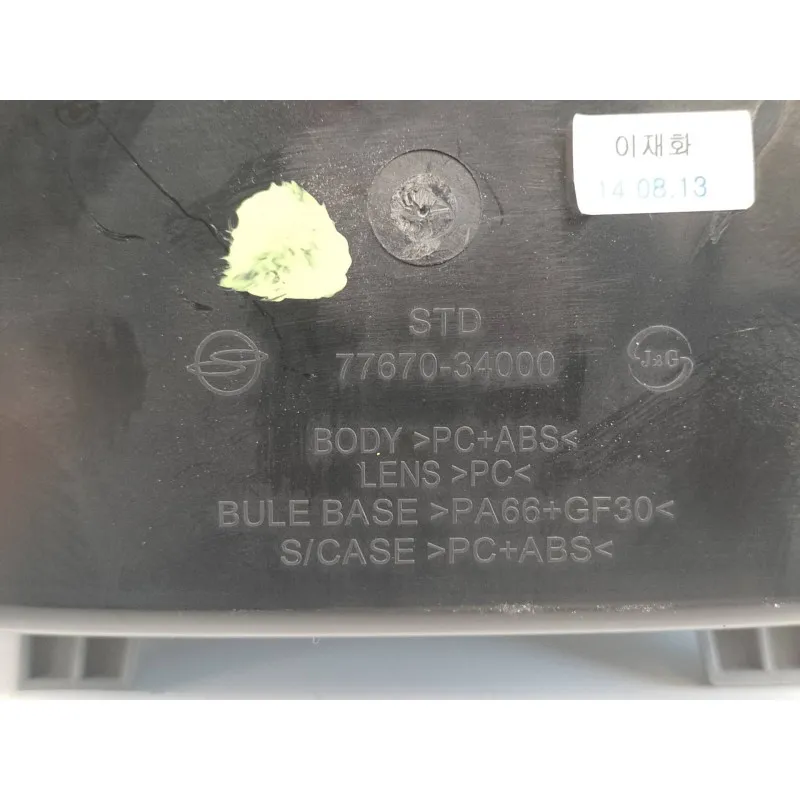 이재화
14 08.13
STD
77670-34000
J&G
BODY >PC+ABS<
LENS >PC<
BULE BASE >PA66+GF30<
S/CASE >PC+ABS<